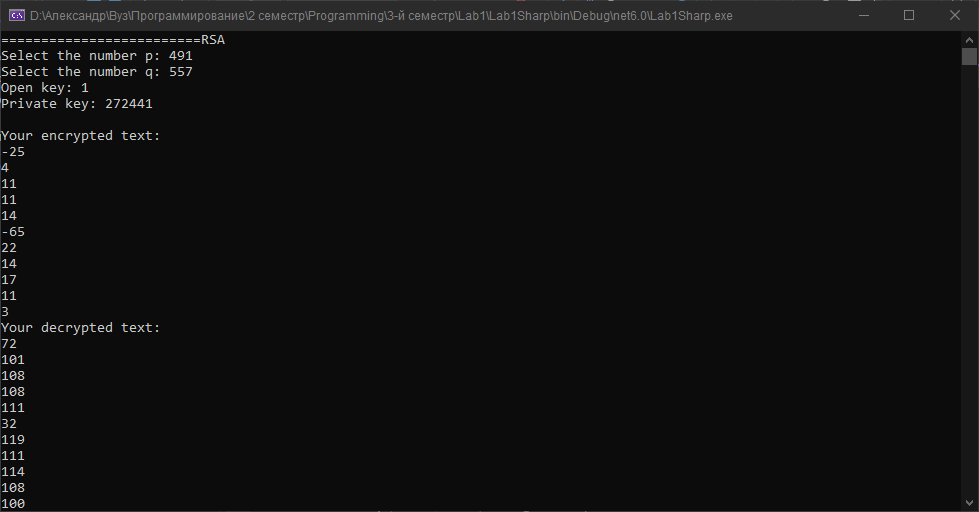 D:\Александр\Вуз\Программирование\2 семестр\Programming\3-й семестр\Lab1\Lab1Sharp\bin\Debug\net6.0\Lab1Sharp.exe
=========================RSA
Select the number p: 491
Select the number q: 557
Open key: 1
Private key: 272441
Your encrypted text:
-25
4
11
11
14
-65
22
14
17
11
3
Your decrypted text:
72
101
108
108
111
32
119
111
114
108
100